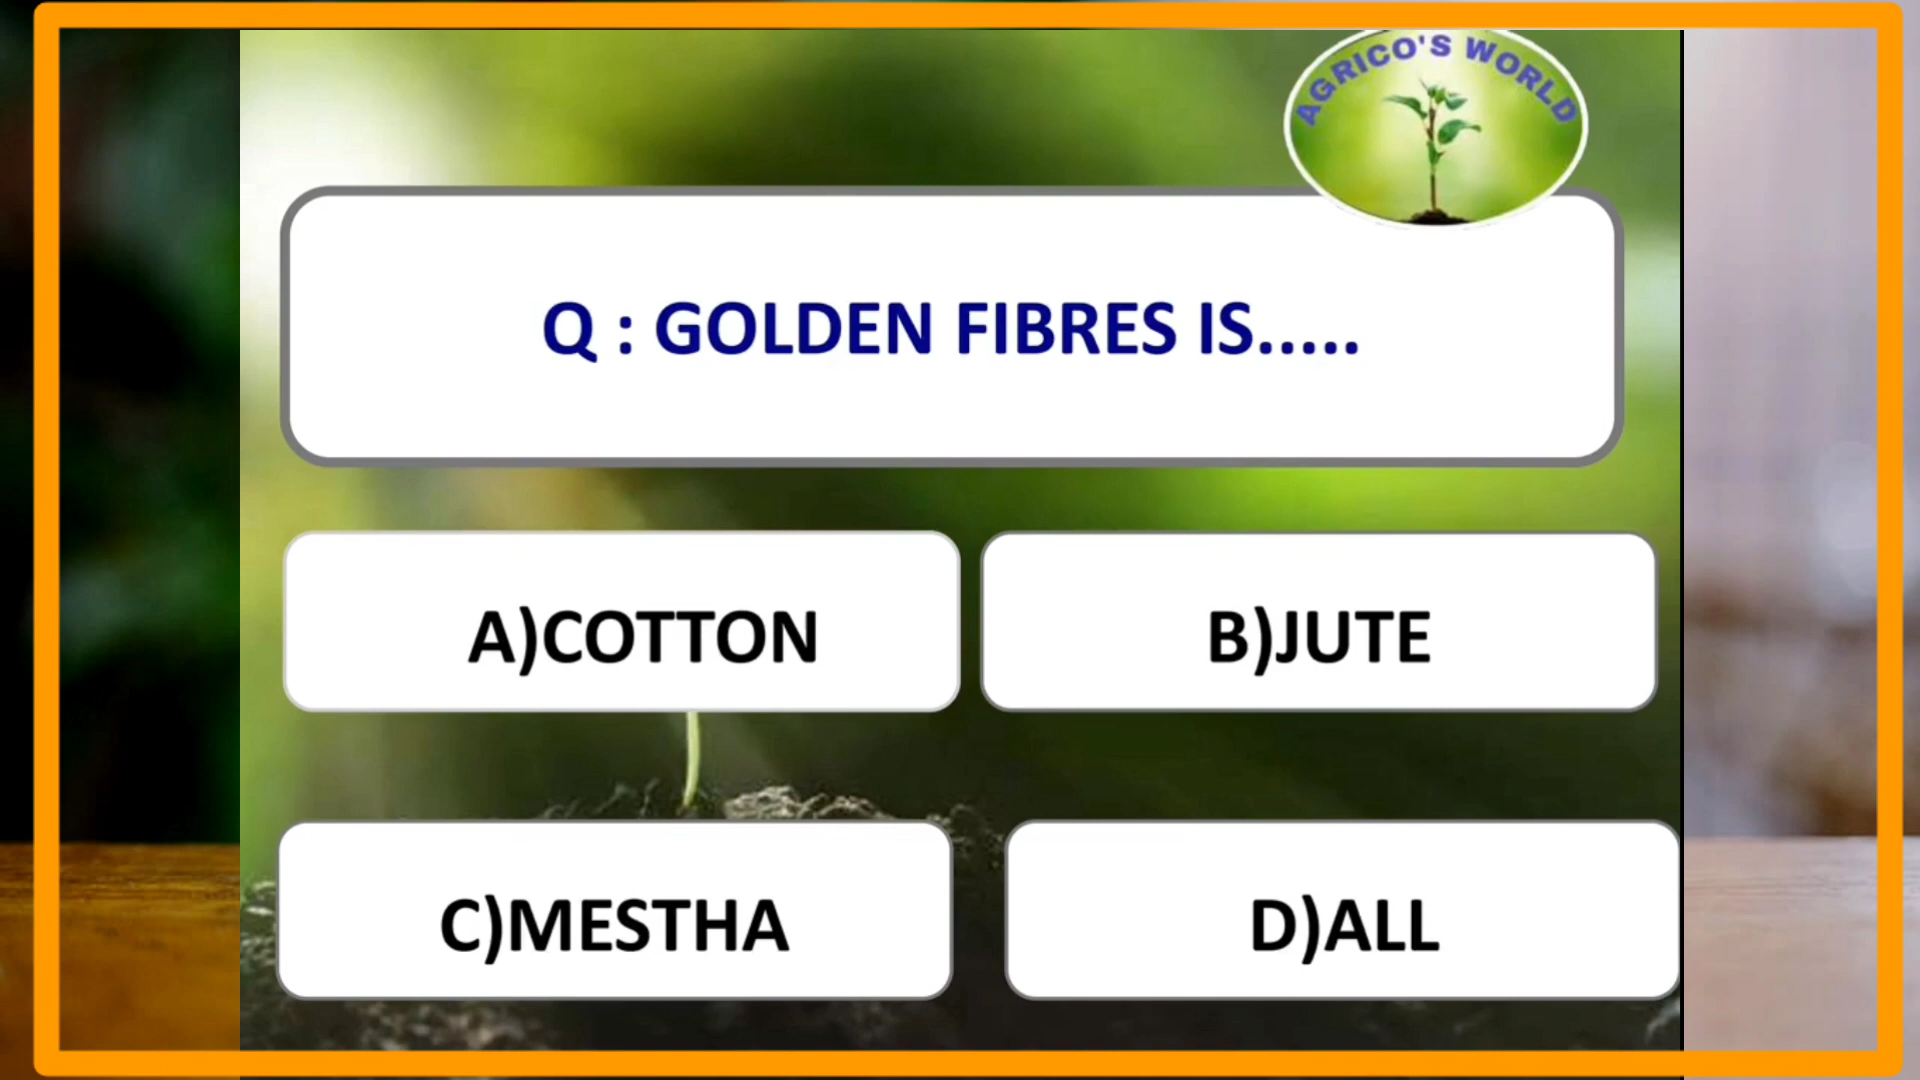 AGRICO'S WORLD
Q : GOLDEN FIBRES IS.....
A)COTTON
B)JUTE
C)MESTHA
D)ALL